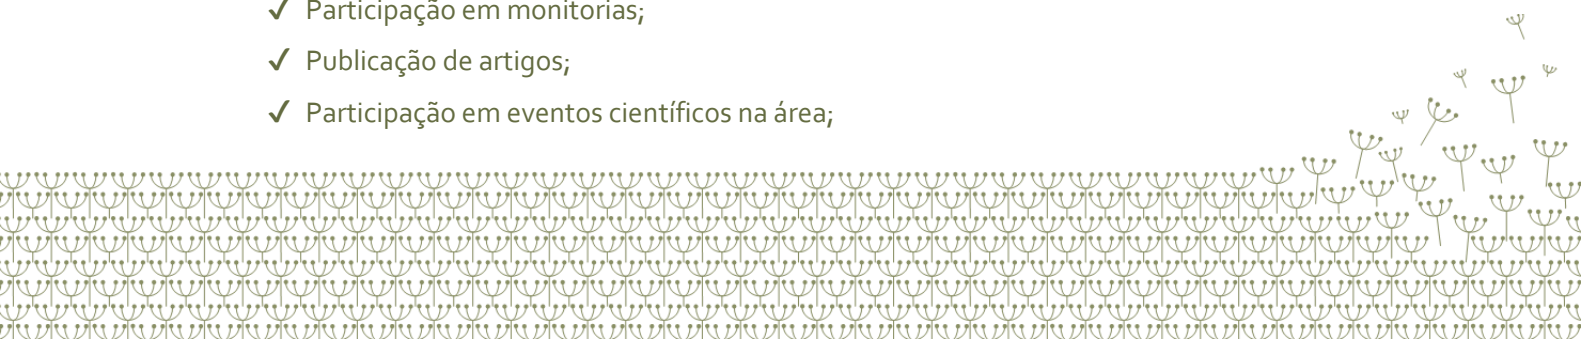 ✓ Participação em monitorias;
✓ Publicação de artigos;
✓ Participação em eventos científicos na área;